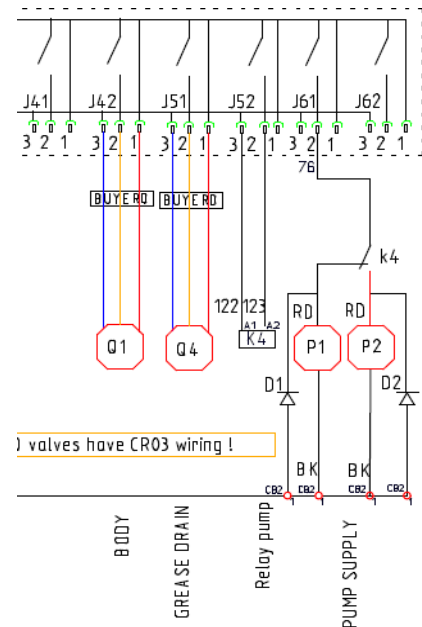 J41 J42 J51 J52 J61 J62
3 2 1 3 2 1 3 2 1 3 2 1 3 2 1 3 2 1
76
BUYERD BUYERD
k4
122 123
A1 A2
K4
RD RD
Q1 Q4 P1 P2
D1 D2
valves have CR03 wiring !
BK BK
CB2 CB2 CB2 CB2
BODY
GREASE DRAIN
Relay pump
PUMP SUPPLY